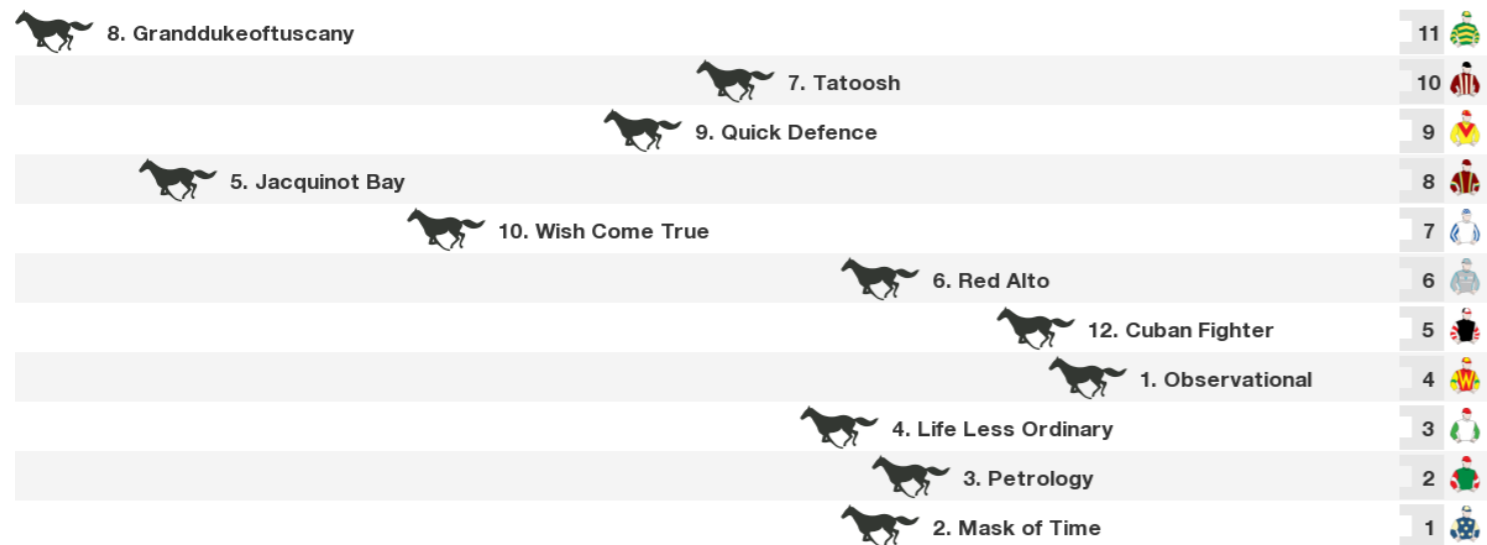 8. Granddukeoftuscany 11
7. Tatoosh 10
9. Quick Defence 9
5. Jacquinot Bay 8
10. Wish Come True 7
6. Red Alto 6
12. Cuban Fighter 5
1. Observational 4
W
4. Life Less Ordinary 3
3. Petrology 2
2. Mask of Time 1